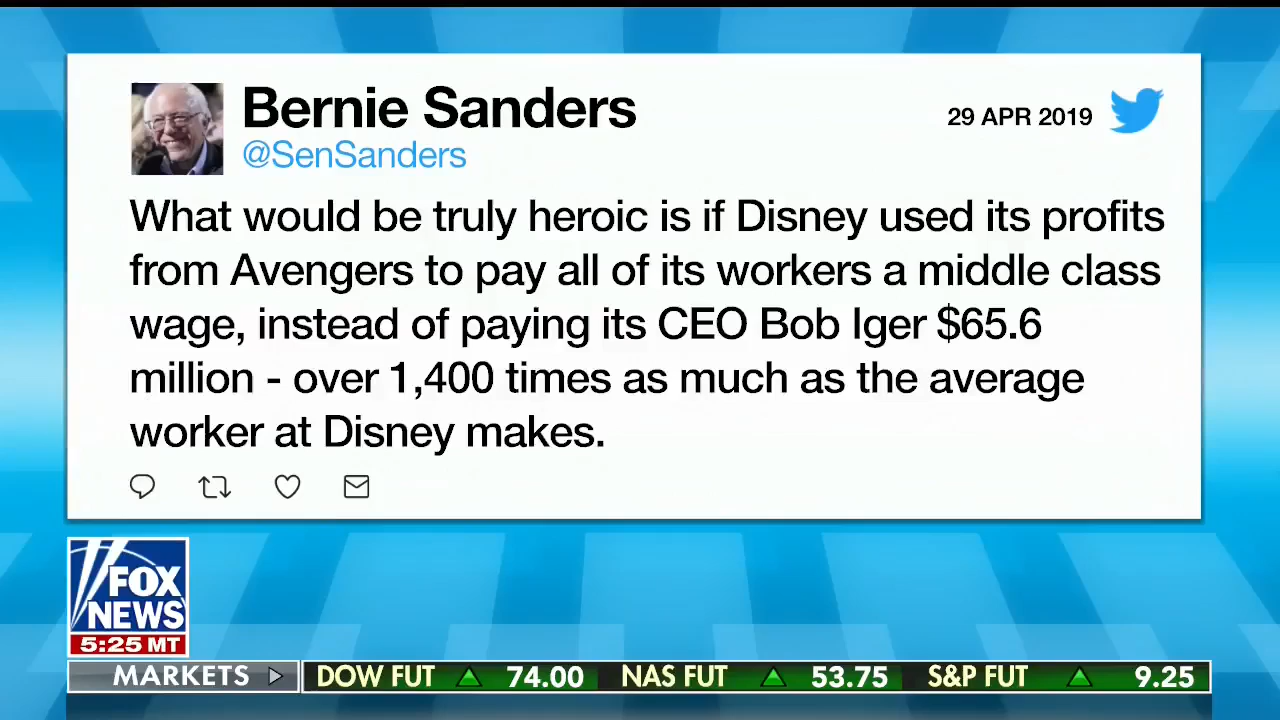 Bernie Sanders
29 APR 2019
@SenSanders
What would be truly heroic is if Disney used its profits
from Avengers to pay all of its workers a middle class
wage, instead of paying its CEO Bob Iger $65.6
million - over 1,400 times as much as the average
worker at Disney makes.
FOX
NEWS
5:25 MT
MARKETS DOW FUT 74.00 NAS FUT 53.75 S&P FUT 9.25